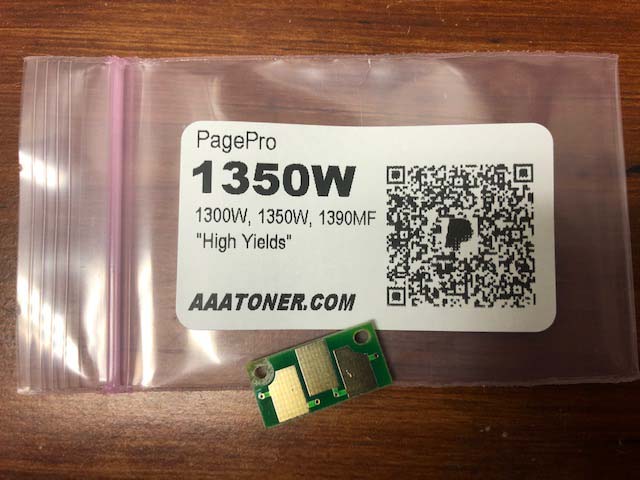 PagePro
1350W
1300W, 1350W, 1390MF
"High Yields"
AAATONER.COM